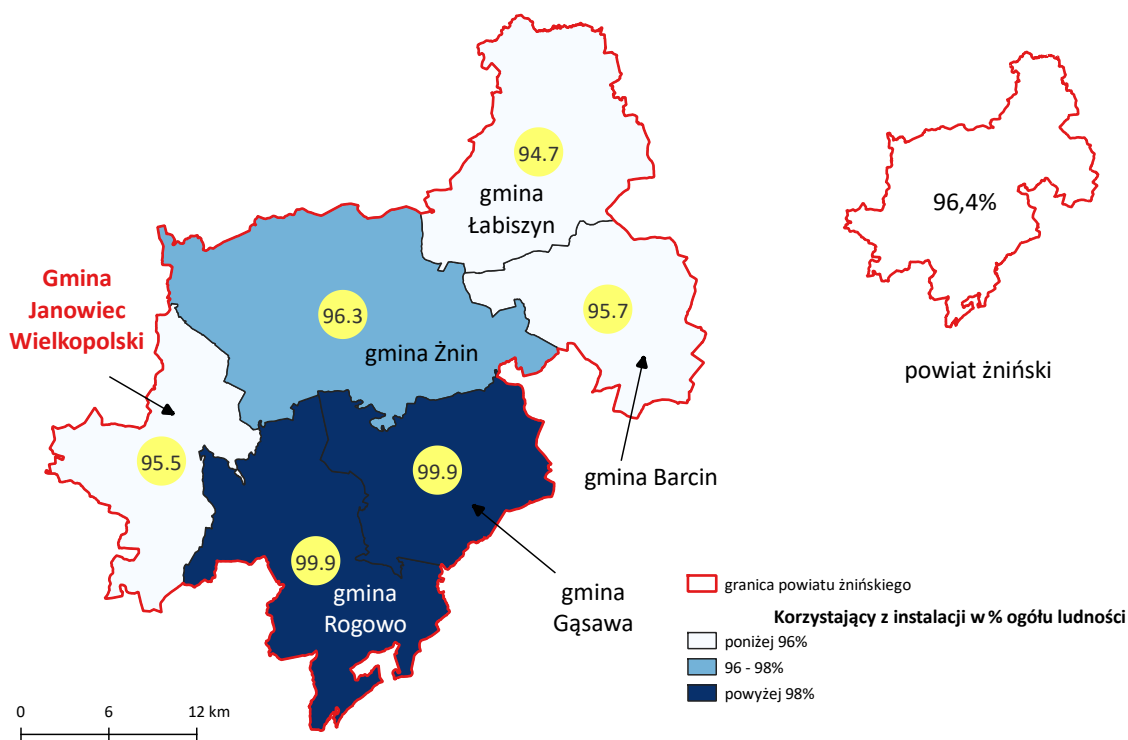 94.7
gmina
Łabiszyn
96,4%
Gmina
Janowiec
Wielkopolski
96.3
gmina Żnin
95.7
powiat żniński
95.5
99.9
gmina Barcin
99.9
gmina
Rogowo
gmina
Gąsawa
granica powiatu żnińskiego
Korzystający z instalacji w % ogółu ludności
poniżej 96%
96 - 98%
powyżej 98%
0 6 12 km